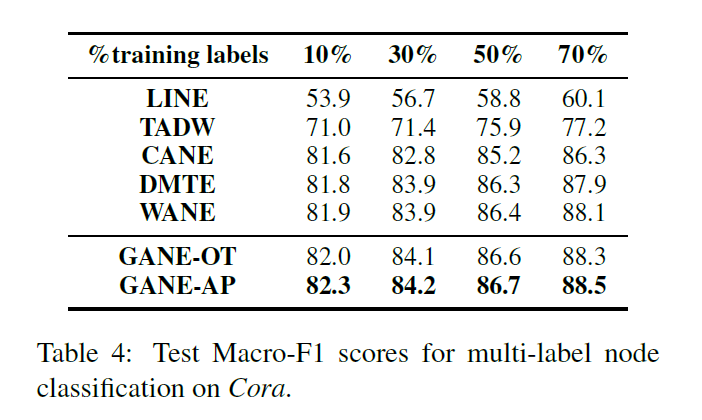 %training labels 10% 30% 50% 70%
LINE 53.9 56.7 58.8 60.1
TADW 71.0 71.4 75.9 77.2
CANE 81.6 82.8 85.2 86.3
DMTE 81.8 83.9 86.3 87.9
WANE 81.9 83.9 86.4 88.1
GANE-OT 82.0 84.1 86.6 88.3
GANE-AP 82.3 84.2 86.7 88.5
Table 4: Test Macro-F1 scores for multi-label node
classification on Cora.